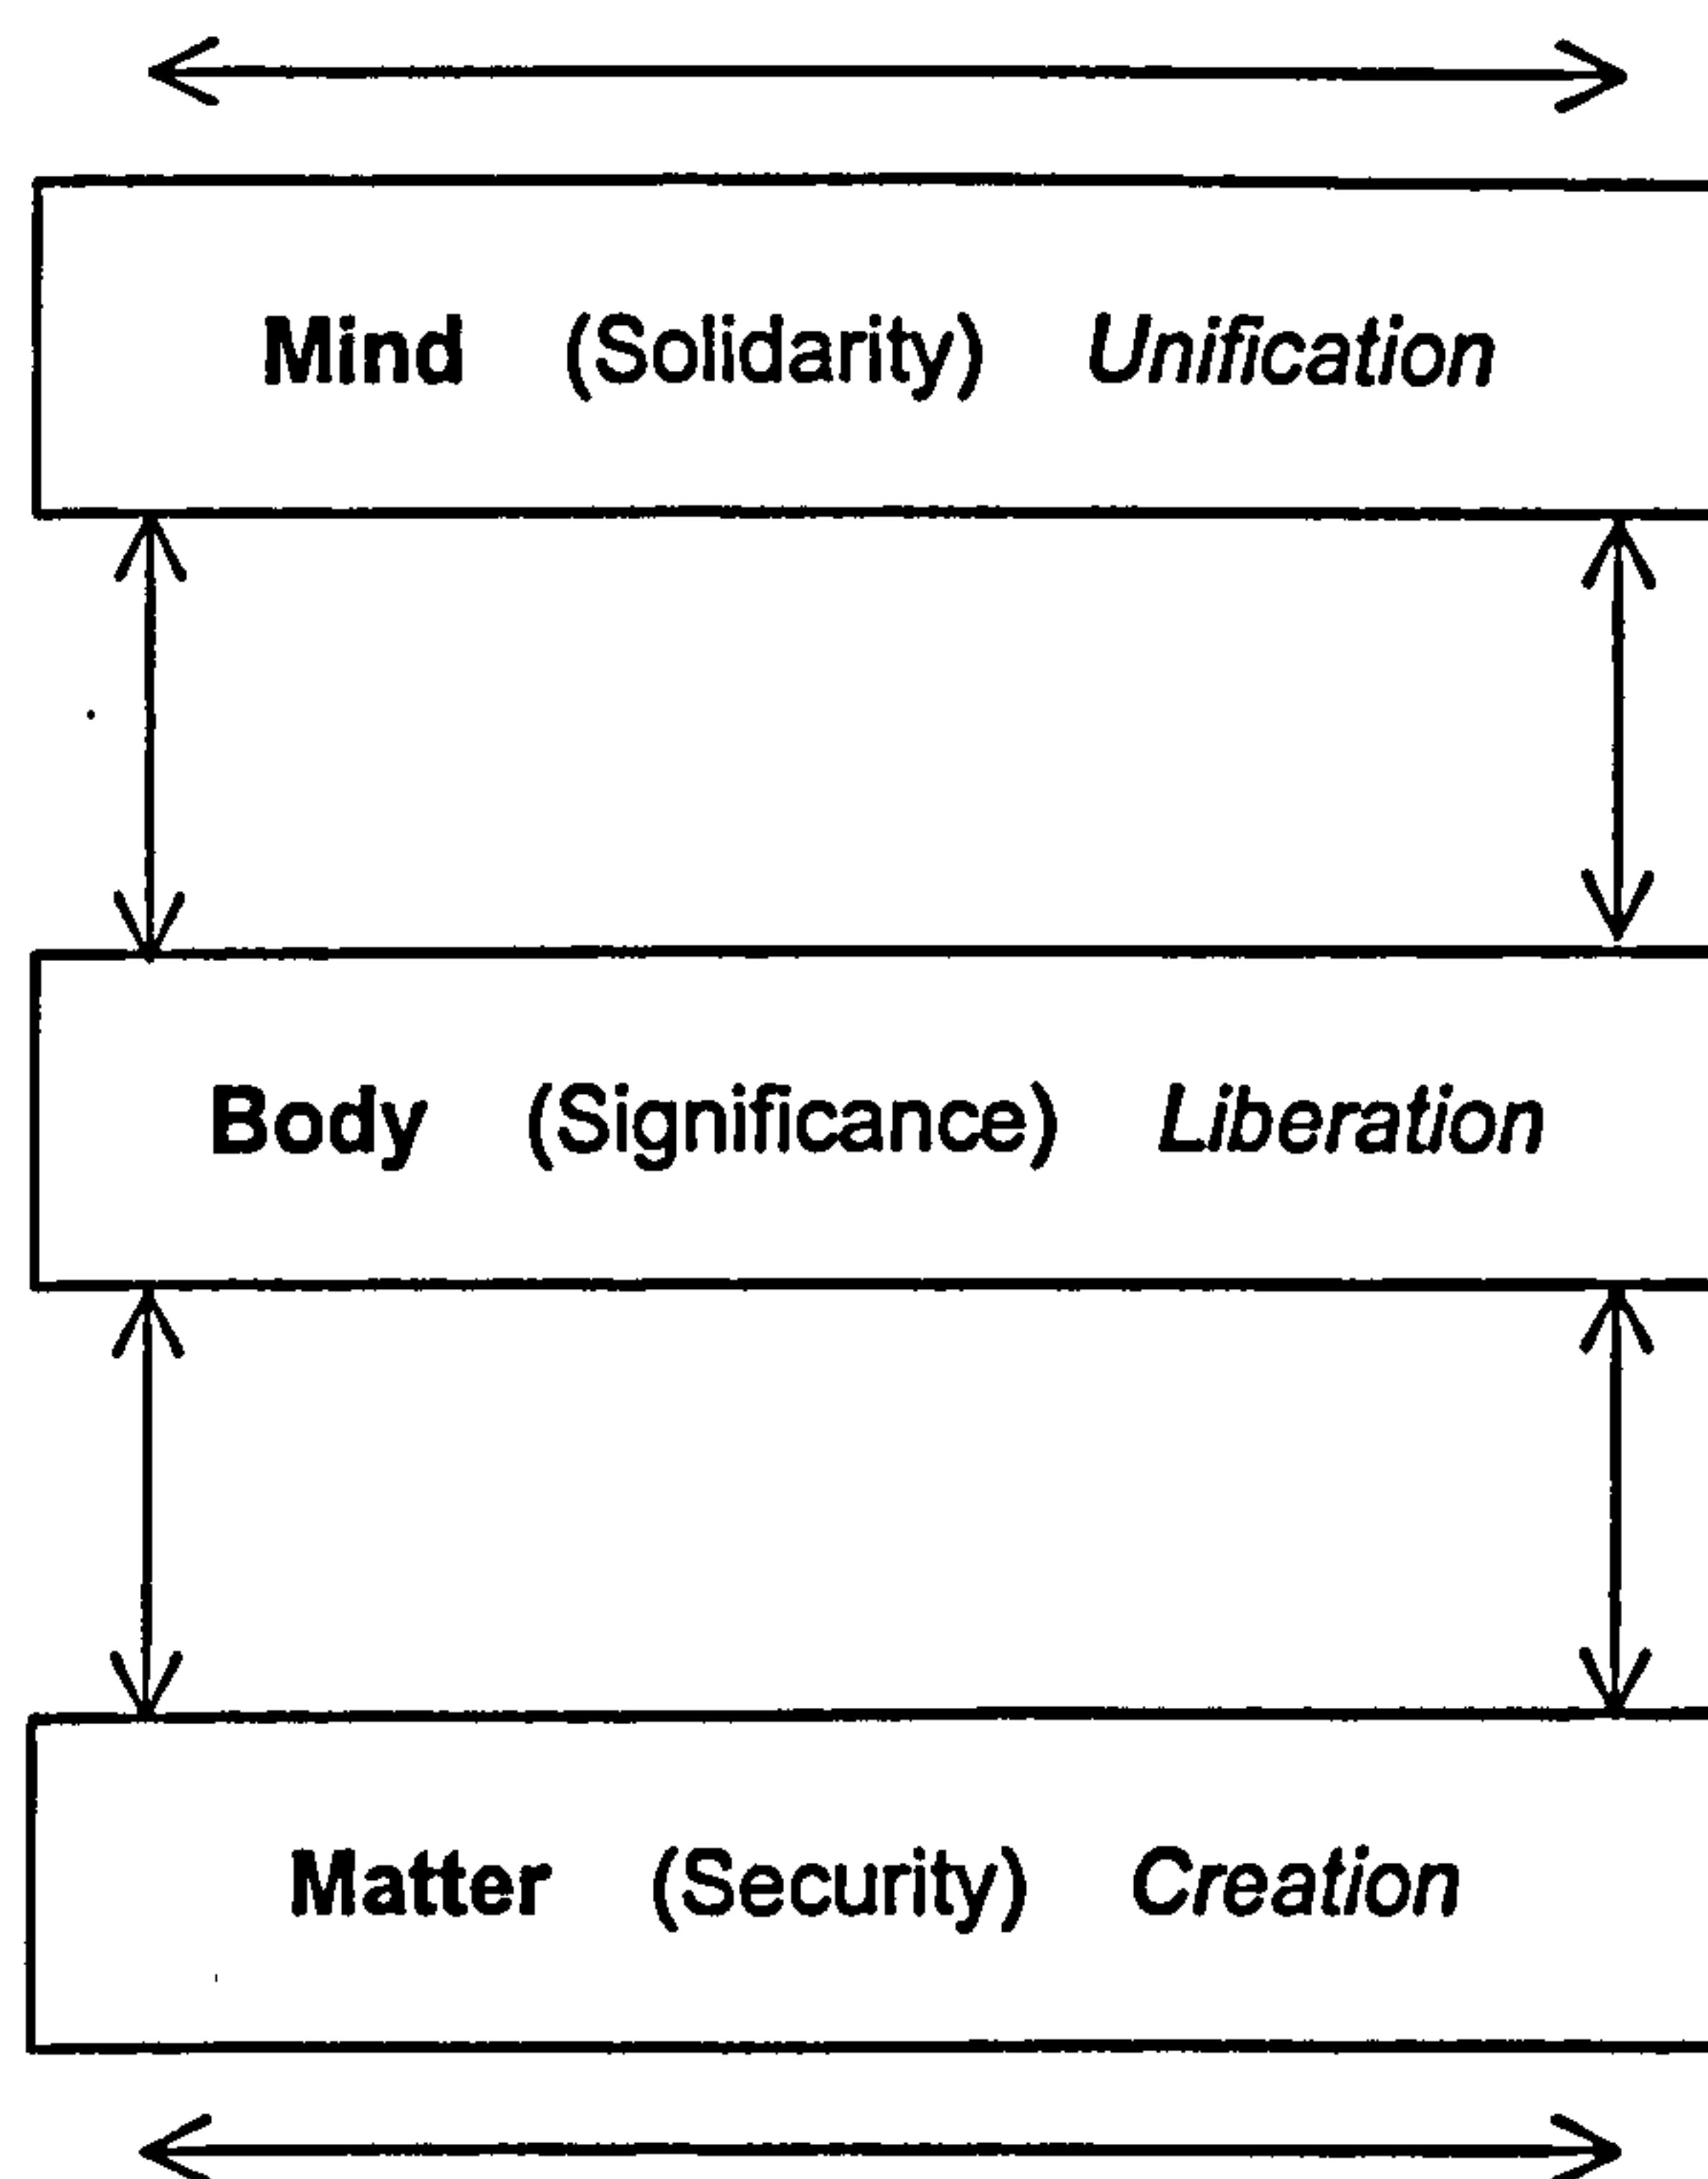 Mind (Solidarity) Unification
Body (Significance) Liberation
Matter (Security) Creation